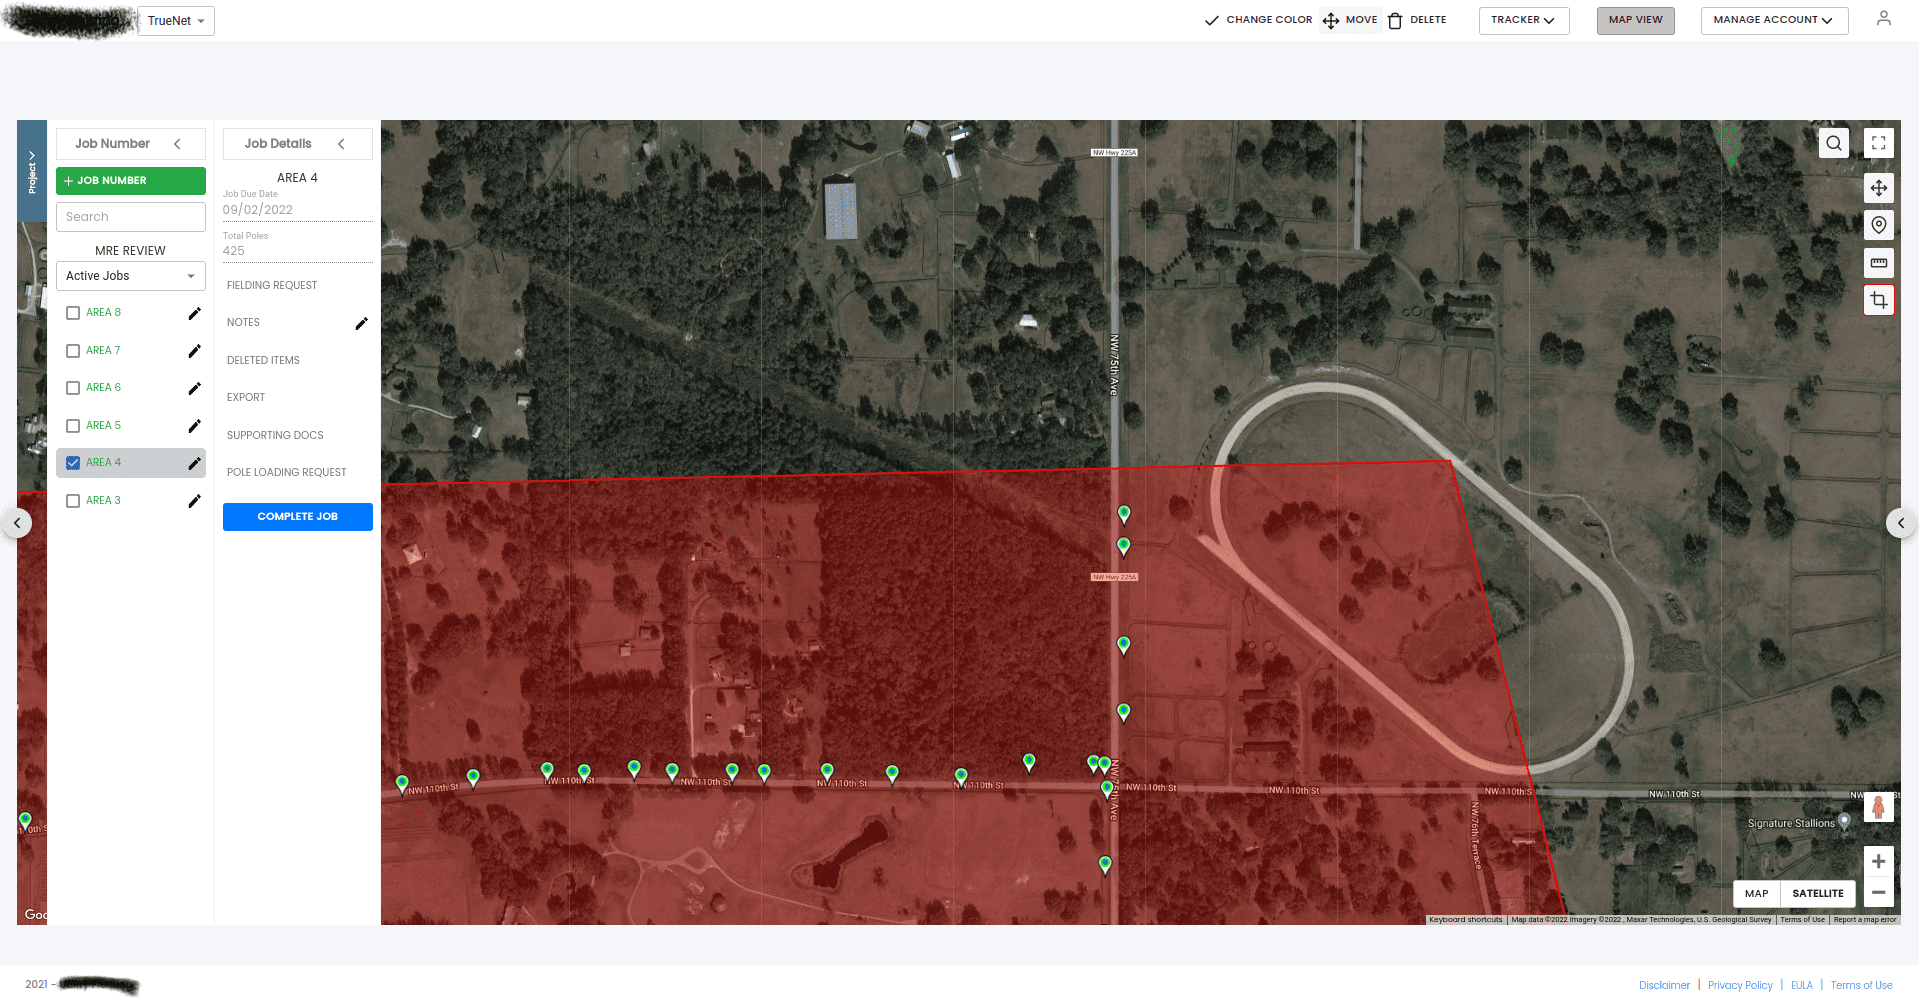 TrueNet
CHANGE COLOR
MOVE
DELETE
TRACKER
MAP VIEW
MANAGE ACCOUNT
Project
Job Number
+ JOB NUMBER
Search
MRE REVIEW
Active Jobs
AREA 8
AREA 7
AREA 6
AREA 5
AREA 4
AREA 3
Job Details
AREA 4
Job Due Date
09/02/2022
Total Poles
425
FIELDING REQUEST
NOTES
DELETED ITEMS
EXPORT
SUPPORTING DOCS
POLE LOADING REQUEST
COMPLETE JOB
NW Hwy 225A
NW 75th Ave
NW Hwy 225A
NW 110th St
NW 110th St
NW 110th St
NW 110th St
NW 110th St
NW 75th Ave
NW 110th St
NW 110th St
NW 110th S
NW 110th St
NW St
110th S
NW 76th Terrace
Signature Stallions
MAP
SATELLITE
Goo
Keyboard shortcuts
Map data ©2022 Imagery ©2022 , Maxar Technologies, U.S. Geological Survey
Terms of Use
Report a map error
2021 -
Disclaimer | Privacy Policy | EULA | Terms of Use